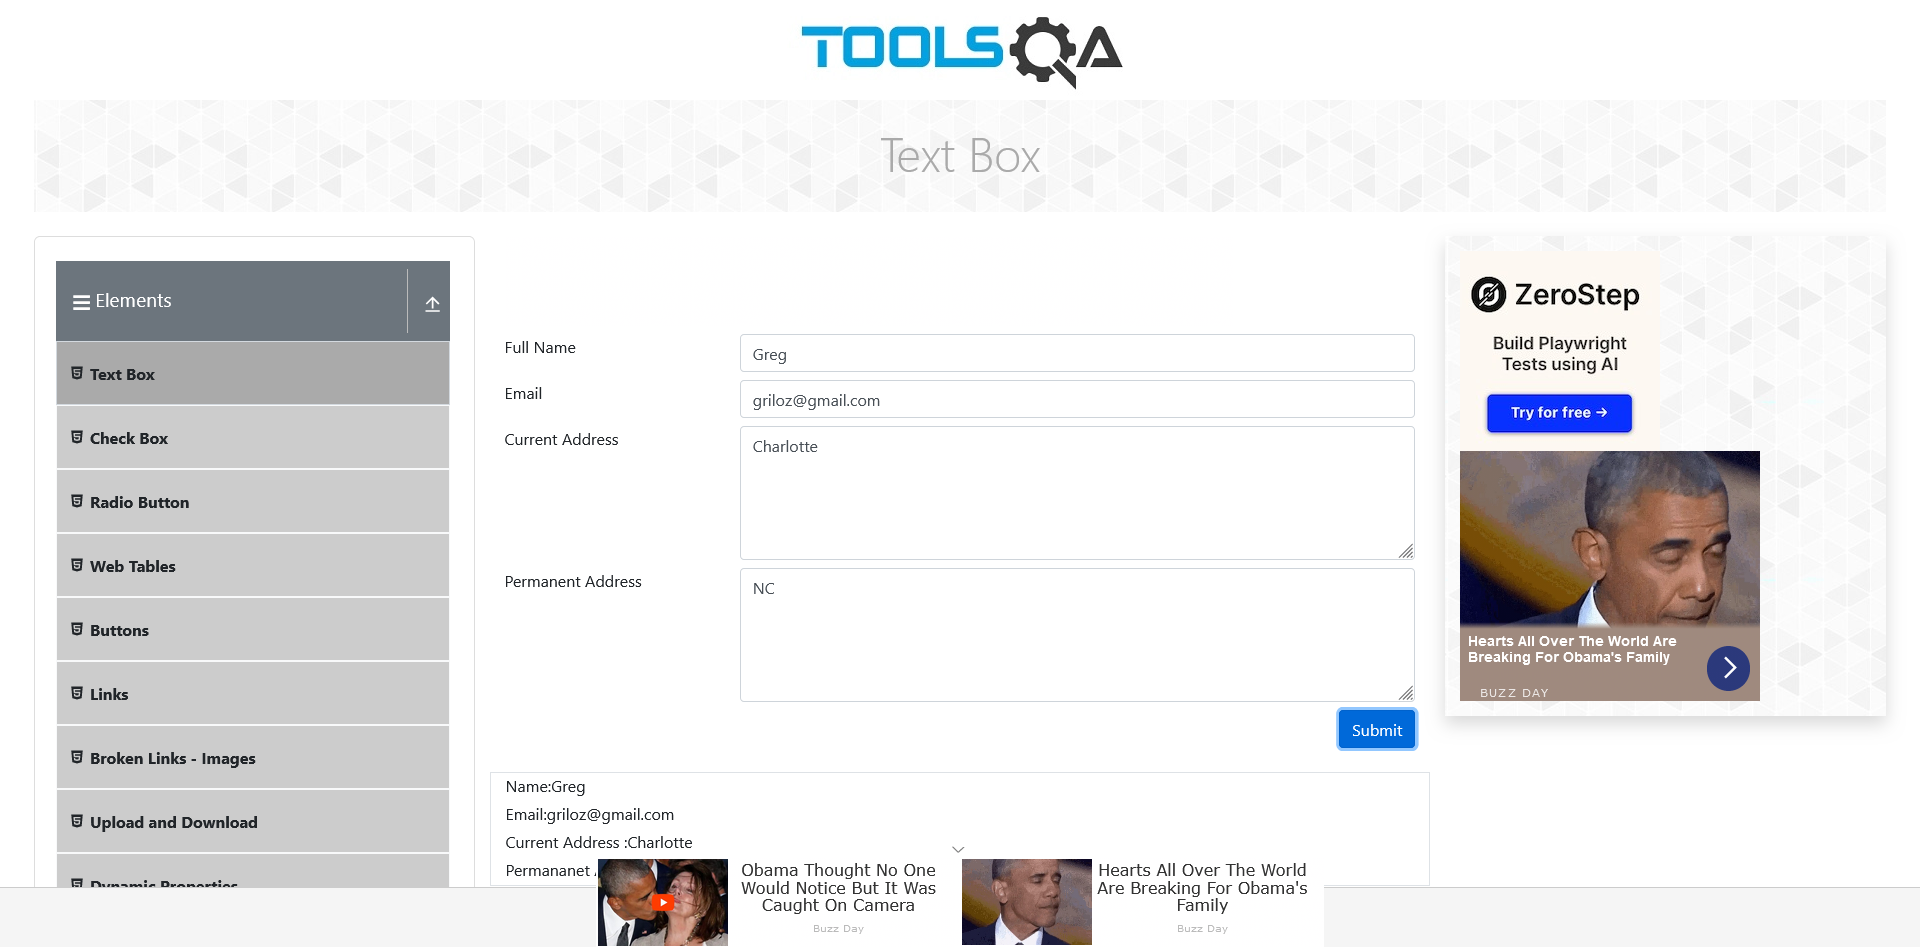 TOOLSQA
Text Box
Elements
Text Box
Check Box
Radio Button
Web Tables
Buttons
Links
Broken Links - Images
Upload and Download
Dynamic Properties
Full Name
Greg
Email
griloz@gmail.com
Current Address
Charlotte
Permanent Address
NC
Submit
Name:Greg
Email:griloz@gmail.com
Current Address :Charlotte
Permananet
ZeroStep
Build Playwright
Tests using AI
Try for free →
Hearts All Over The World Are
Breaking For Obama's Family
BUZZ DAY
Obama Thought No One
Would Notice But It Was
Caught On Camera
Buzz Day
Hearts All Over The World
Are Breaking For Obama's
Family
Buzz Day